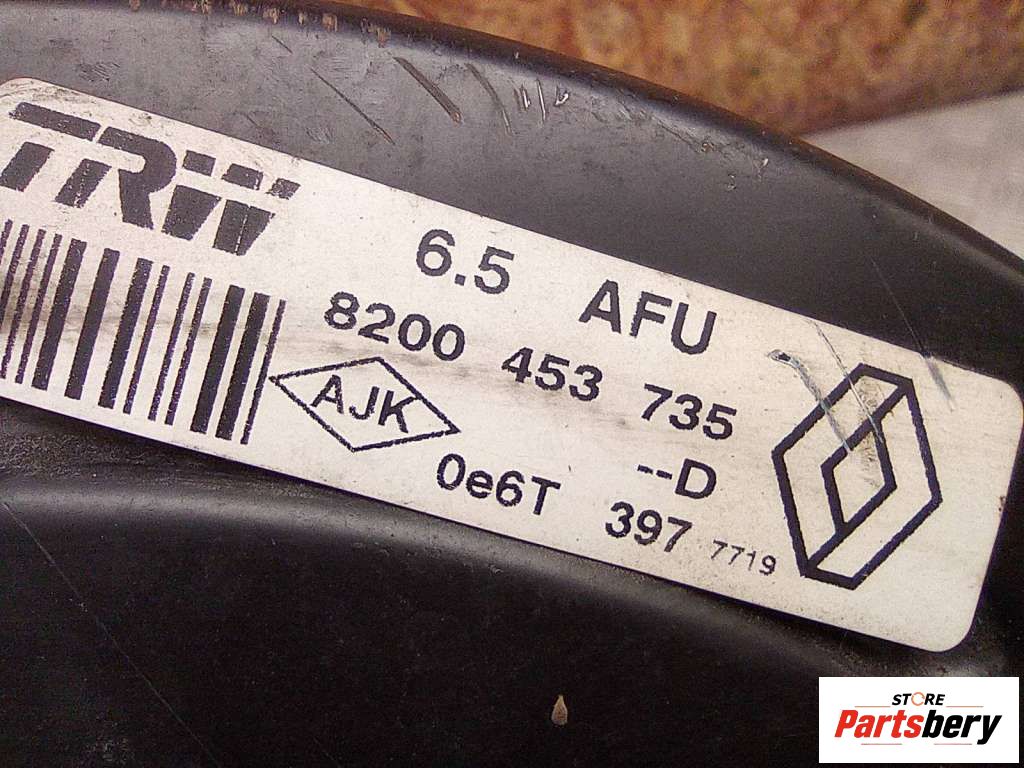 TRW
6.5 AFU
8200 453 735
AJK
--D
0e6T 397 7719
STORE
Partsbery